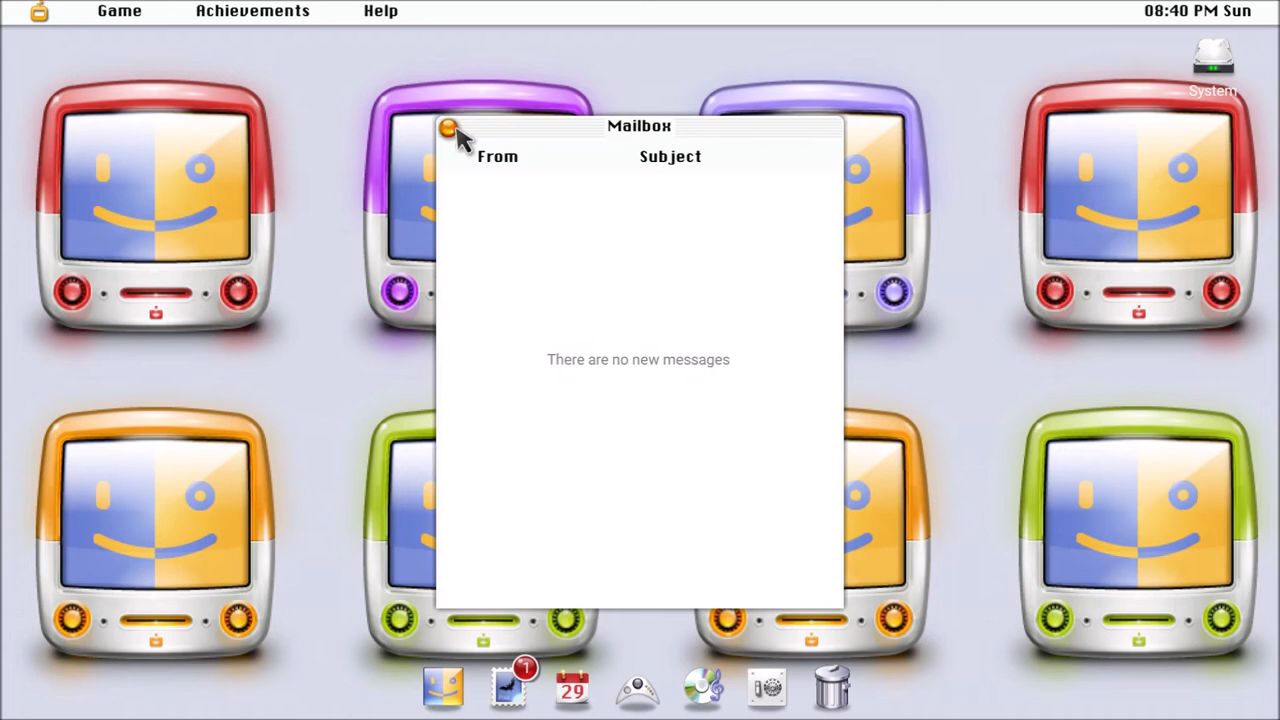 Game Achievements Help 08:40 PM Sun
System
Mailbox
From Subject
There are no new messages
1
29